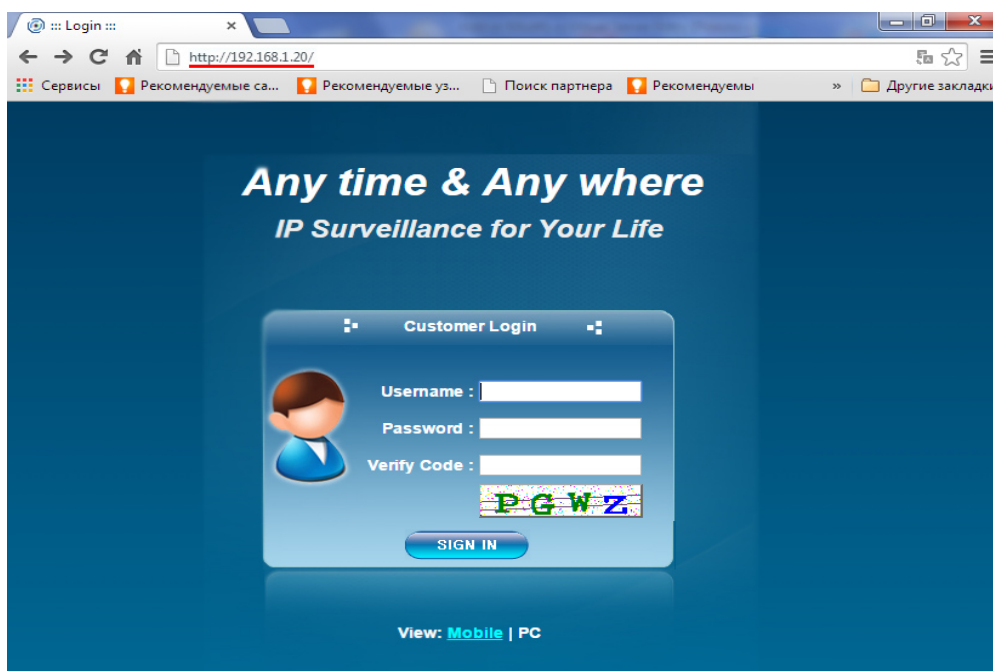 ::: Login :::
http://192.168.1.20/
Сервисы Рекомендуемые са... Рекомендуемые уз... Поиск партнера Рекомендуемы » Другие закладки
Any time & Any where
IP Surveillance for Your Life
Customer Login
Username :
Password :
Verify Code :
PGWZ
SIGN IN
View: Mobile | PC